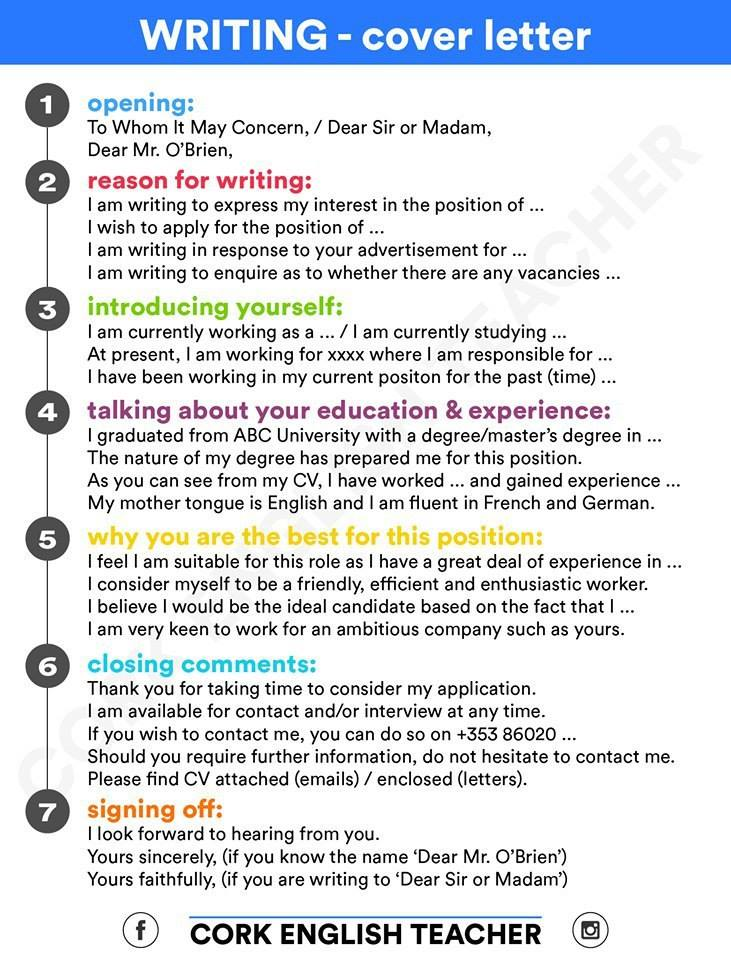 WRITING - cover letter
1 opening:
To Whom It May Concern, / Dear Sir or Madam,
Dear Mr. O'Brien,
2 reason for writing:
I am writing to express my interest in the position of ...
I wish to apply for the position of ...
I am writing in response to your advertisement for ...
I am writing to enquire as to whether there are any vacancies ...
3 introducing yourself:
I am currently working as a ... / I am currently studying ...
At present, I am working for xxxx where I am responsible for ...
I have been working in my current positon for the past (time) ...
4 talking about your education & experience:
I graduated from ABC University with a degree/master's degree in ...
The nature of my degree has prepared me for this position.
As you can see from my CV, I have worked ... and gained experience ...
My mother tongue is English and I am fluent in French and German.
5 why you are the best for this position:
I feel I am suitable for this role as I have a great deal of experience in ...
I consider myself to be a friendly, efficient and enthusiastic worker.
I believe I would be the ideal candidate based on the fact that I ...
I am very keen to work for an ambitious company such as yours.
6 closing comments:
Thank you for taking time to consider my application.
I am available for contact and/or interview at any time.
If you wish to contact me, you can do so on +353 86020 ...
Should you require further information, do not hesitate to contact me.
Please find CV attached (emails) / enclosed (letters).
7 signing off:
I look forward to hearing from you.
Yours sincerely, (if you know the name 'Dear Mr. O'Brien')
Yours faithfully, (if you are writing to 'Dear Sir or Madam')
f CORK ENGLISH TEACHER
CORK ENGLISH TEACHER